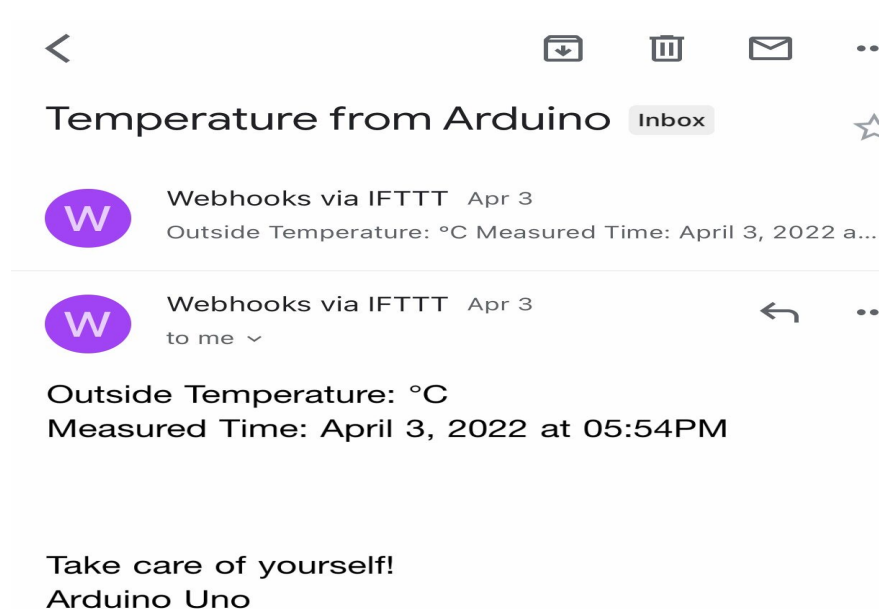 Temperature from Arduino Inbox
W
Webhooks via IFTTT Apr 3
Outside Temperature: °C Measured Time: April 3, 2022 a...
W
Webhooks via IFTTT Apr 3
to me
Outside Temperature: °C
Measured Time: April 3, 2022 at 05:54PM
Take care of yourself!
Arduino Uno